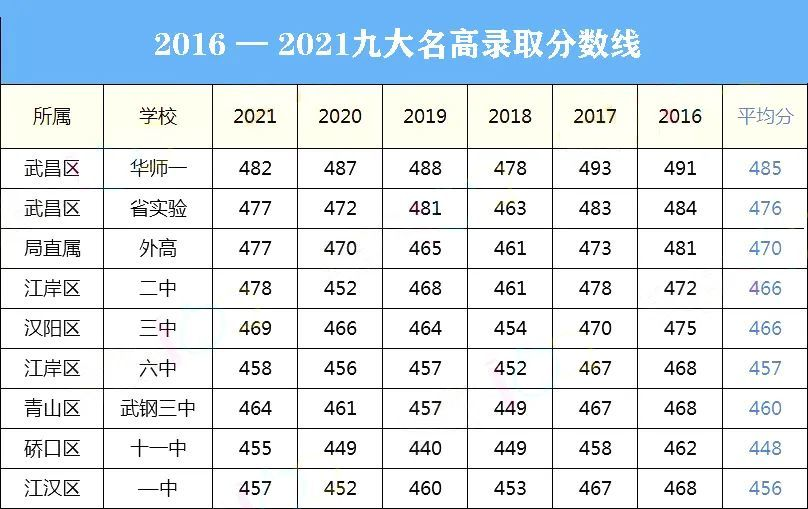 2016 — 2021九大名高录取分数线
所属 学校 2021 2020 2019 2018 2017 2016 平均分
武昌区 华师一 482 487 488 478 493 491 485
武昌区 省实验 477 472 481 463 483 484 476
局直属 外高 477 470 465 461 473 481 470
江岸区 二中 478 452 468 461 478 472 466
汉阳区 三中 469 466 464 454 470 475 466
江岸区 六中 458 456 457 452 467 468 457
青山区 武钢三中 464 461 457 449 467 468 460
硚口区 十一中 455 449 440 449 458 462 448
江汉区 一中 457 452 460 453 467 468 456